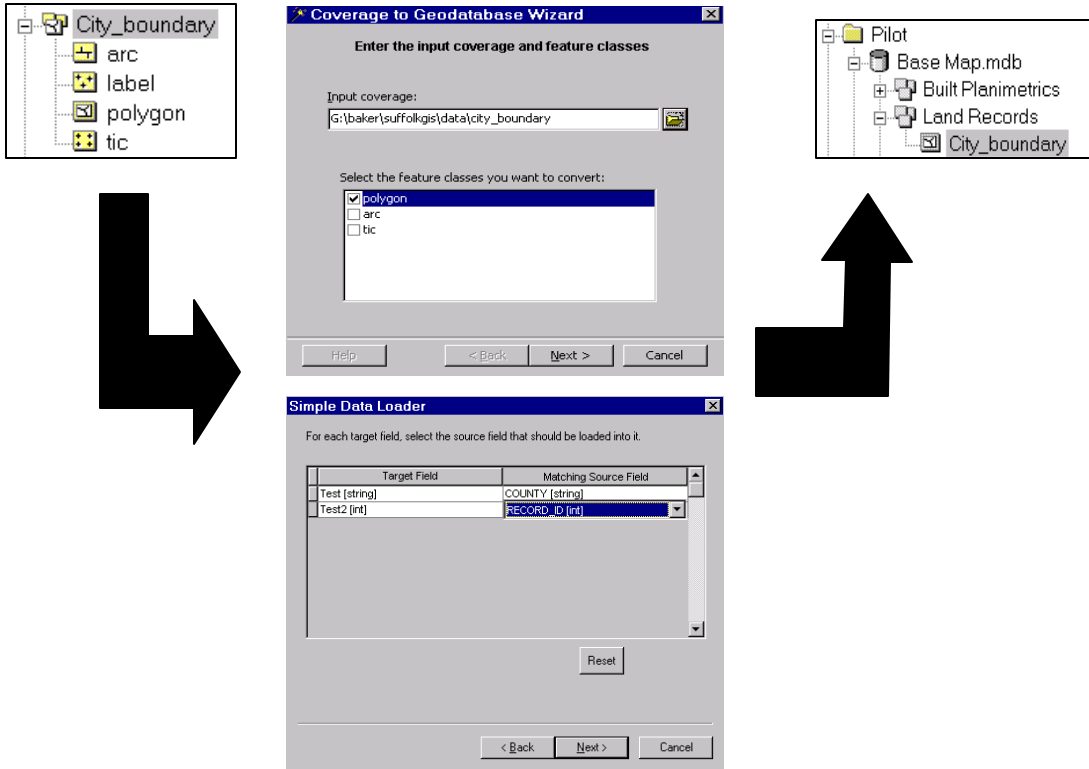 City_boundary
arc
label
polygon
tic
Coverage to Geodatabase Wizard
Enter the input coverage and feature classes
Input coverage:
G:\baker\suffolkgis\data\city_boundary
Select the feature classes you want to convert:
polygon
arc
tic
Help < Back Next > Cancel
Simple Data Loader
For each target field, select the source field that should be loaded into it.
Target Field Matching Source Field
Test [string] COUNTY [string]
Test2 [int] RECORD_ID [int]
Reset
< Back Next > Cancel
Pilot
Base Map.mdb
Built Planimetrics
Land Records
City_boundary